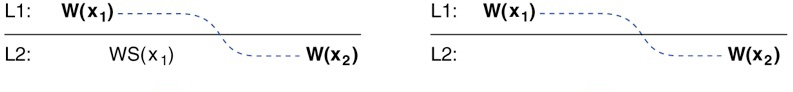 L1: W(x₁) L1: W(x₁)
L2: WS(x₁) W(x₂) L2: W(x₂)